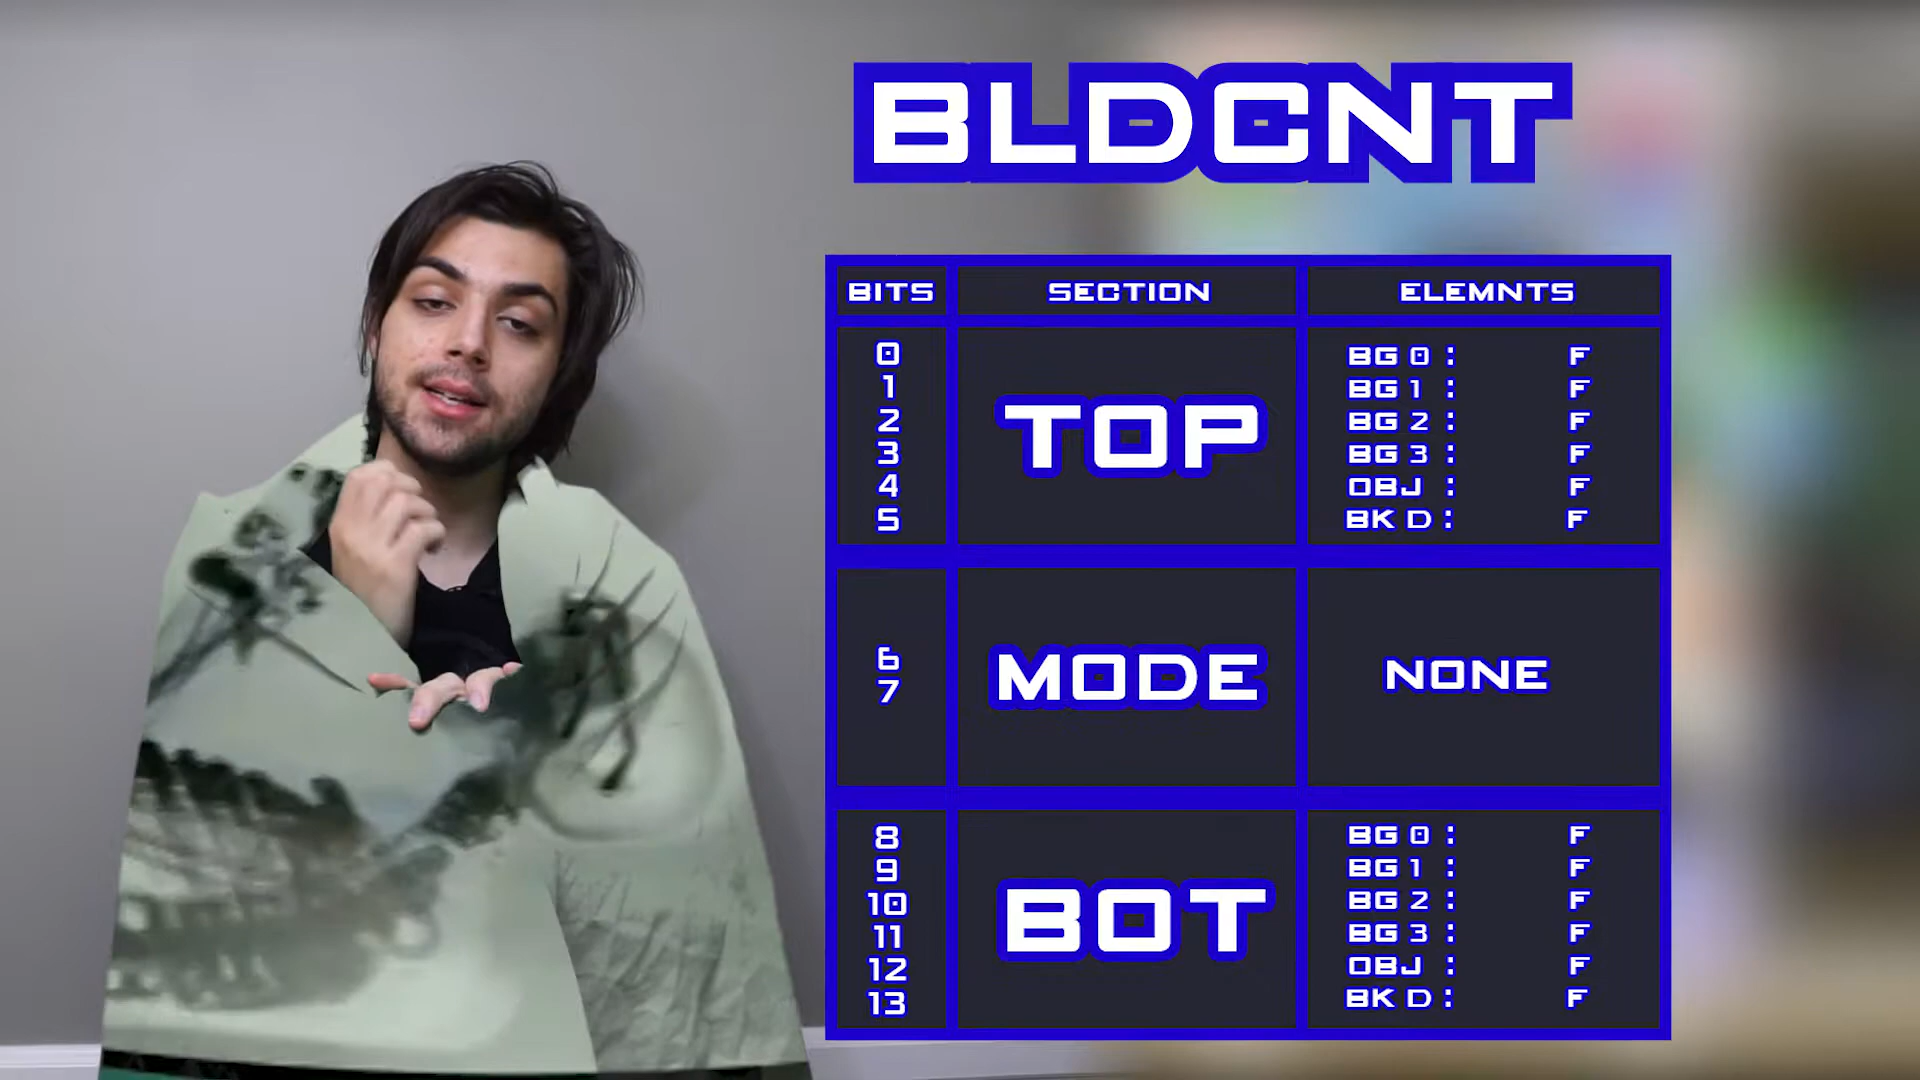 BLDCNT
BITS SECTION ELEMNTS
0 BG 0 : F
1 BG 1 : F
2 BG 2 : F
3 BG 3 : F
4 OBJ : F
5 BK D : F
TOP
6
7
MODE
NONE
8 BG 0 : F
9 BG 1 : F
10 BG 2 : F
11 BG 3 : F
12 OBJ : F
13 BK D : F
BOT